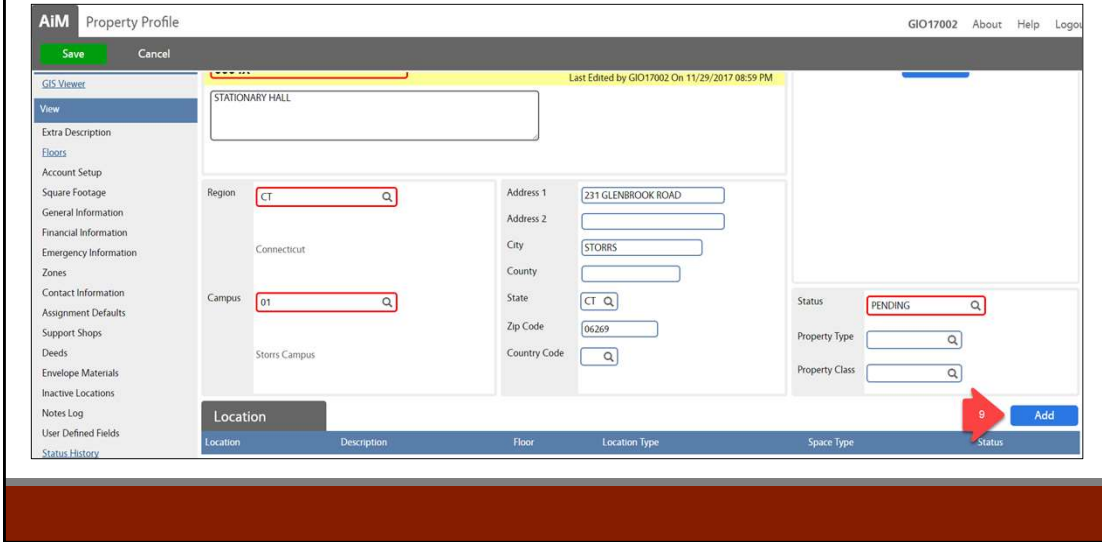 AiM Property Profile
GIO17002 About Help Logou
Save Cancel
GIS Viewer
Last Edited by GIO17002 On 11/29/2017 08:59 PM
STATIONARY HALL
View
Extra Description
Floors
Account Setup
Square Footage
General Information
Financial Information
Emergency Information
Zones
Contact Information
Assignment Defaults
Support Shops
Deeds
Envelope Materials
Inactive Locations
Notes Log
User Defined Fields
Status History
Region CT
Connecticut
Campus 01
Storrs Campus
Address 1 231 GLENBROOK ROAD
Address 2
City STORRS
County
State CT
Zip Code 06269
Country Code
Status PENDING
Property Type
Property Class
Location
9 Add
Location Description Floor Location Type Space Type Status